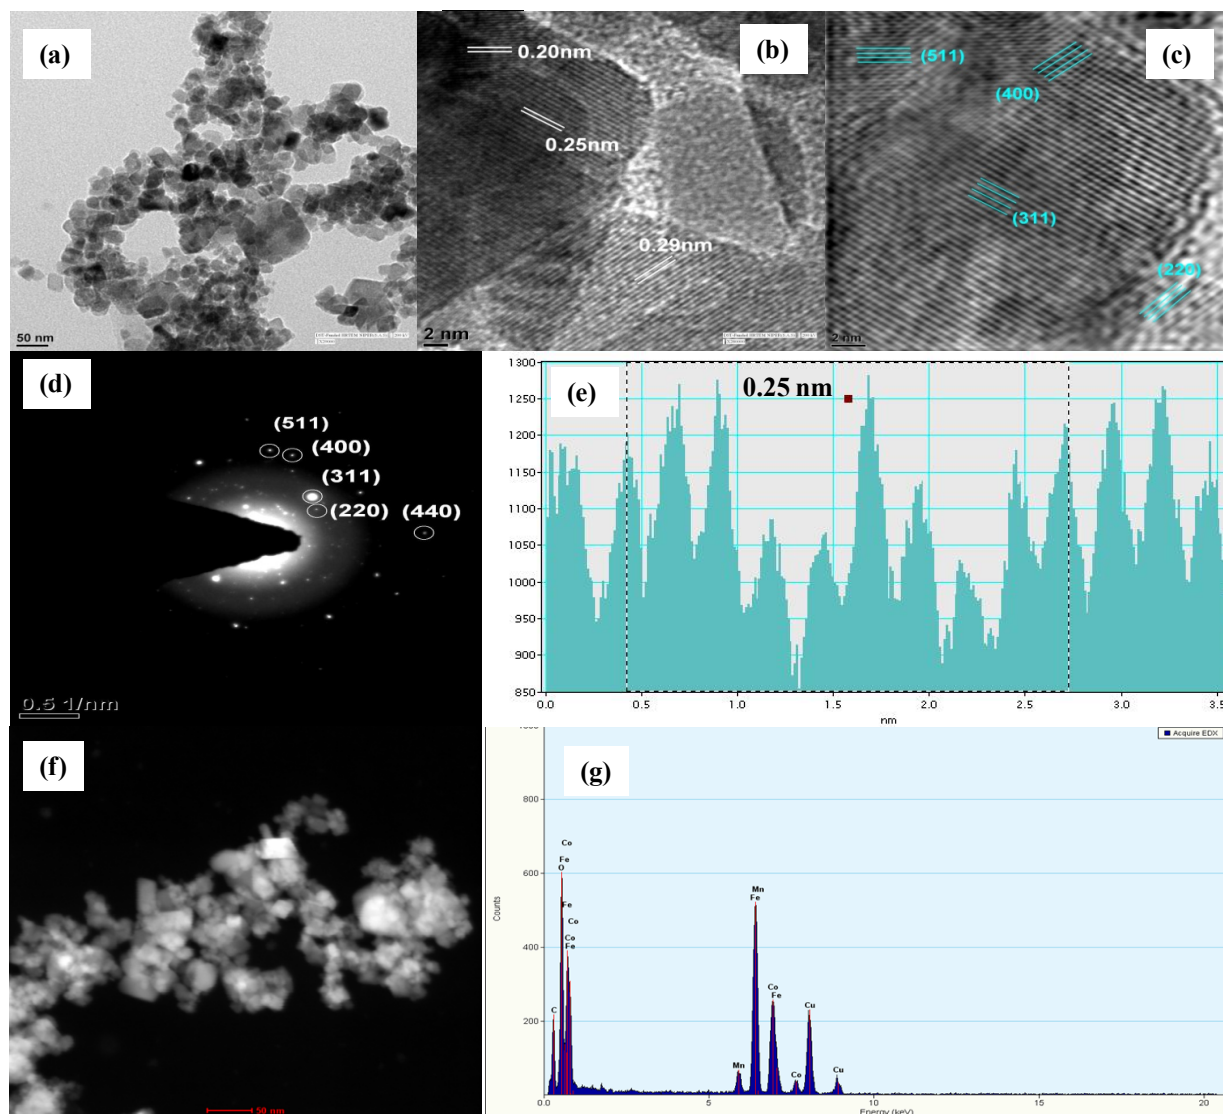 (a)
50 nm
(b)
0.20nm
0.25nm
0.29nm
2 nm
(c)
(511)
(400)
(311)
(220)
2 nm
(d)
(511)
(400)
(311)
(220)
(440)
0.5 1/nm
(e)
0.25 nm
1300
1250
1200
1150
1100
1050
1000
950
900
850
0.0
0.5
1.0
1.5
2.0
2.5
3.0
3.5
nm
(f)
50 nm
(g)
Acquire EDX
Counts
800
600
400
200
Co
Fe
O
Fe
Co
Co
Fe
C
Mn
Mn
Fe
Co
Fe
Co
Cu
Cu
0.0
5
10
15
20
Energy (keV)